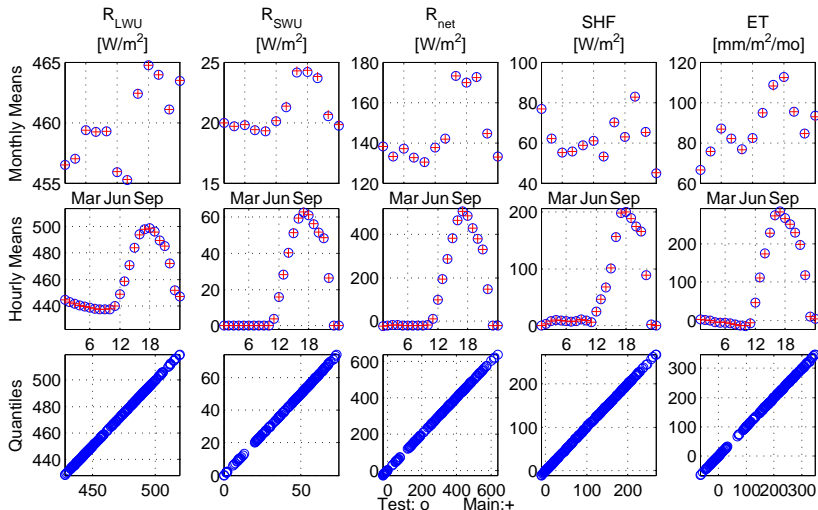 R_LWU R_SWU R_net SHF ET
[W/m²] [W/m²] [W/m²] [W/m²] [mm/m²/mo]
Monthly Means
465 25 180 100 120
160 80 100
460 20
140 60 80
455 15 120 40 60
Mar Jun Sep Mar Jun Sep Mar Jun Sep Mar Jun Sep Mar Jun Sep
Hourly Means
500 60 400 200 200
480 40
200 100 100
460 20
440 0 0 0 0
6 12 18 6 12 18 6 12 18 6 12 18 6 12 18
Quantiles
500 60 600 200 300
480 40 400 200
460 20 200 100 100
440 0 0 0 0
450 500 0 50 0 200 400 600 0 100 200 0 100 200 300
Test: o Main:+